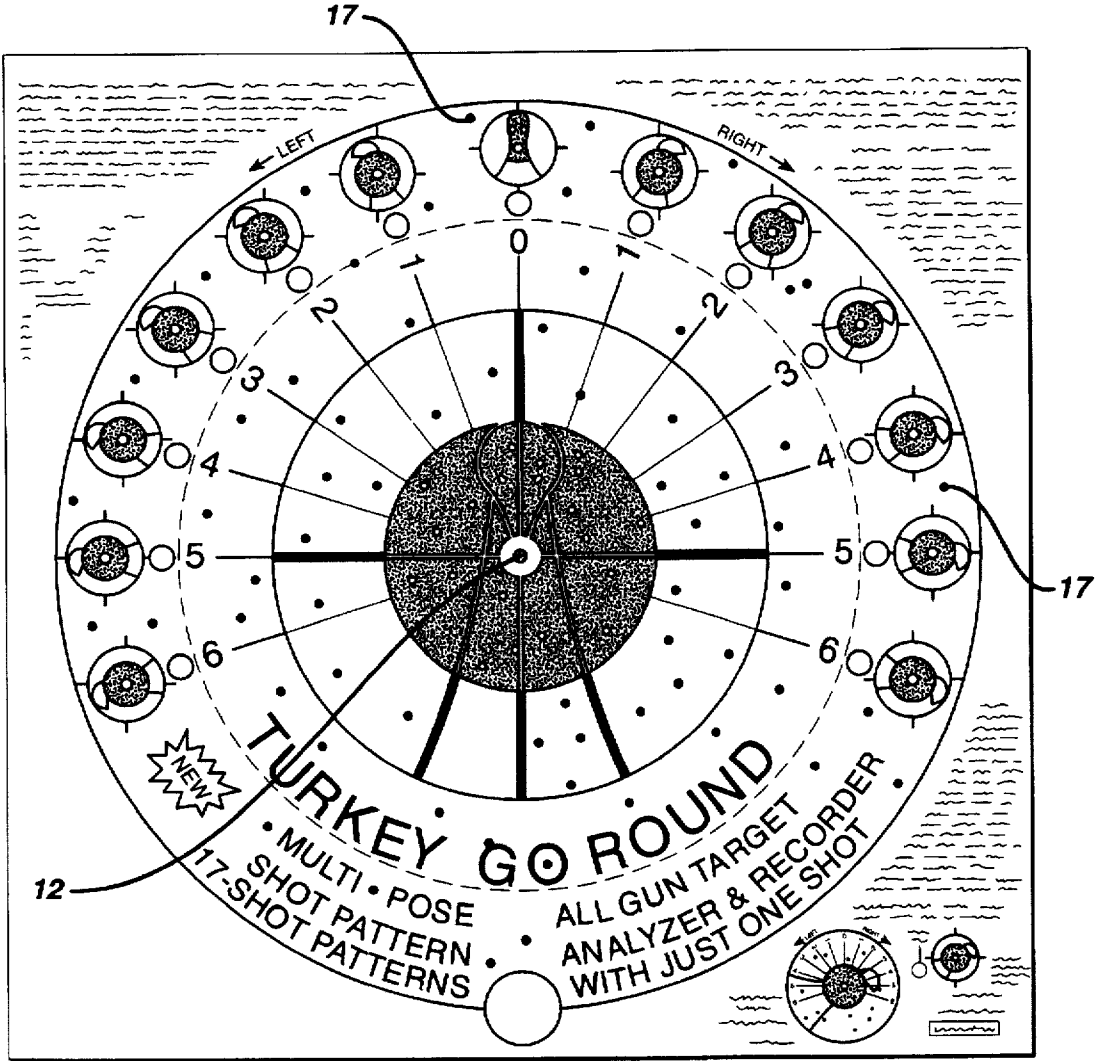 17
LEFT
RIGHT
0
1
1
2
2
3
3
4
4
5
5
6
6
17
NEW
TURKEY GO ROUND
• MULTI • POSE
SHOT PATTERN
17-SHOT PATTERNS
ALL GUN TARGET
ANALYZER & RECORDER
WITH JUST ONE SHOT
12
LEFT
RIGHT